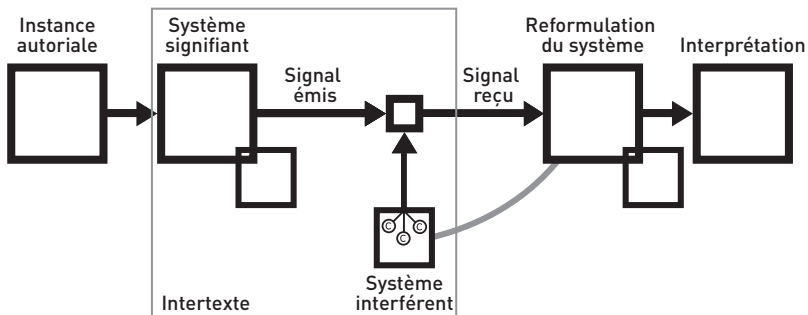 Instance
autoriale
Système
signifiant
Signal
émis
Signal
reçu
Reformulation
du système
Interprétation
C
C
C
Système
interférent
Intertexte